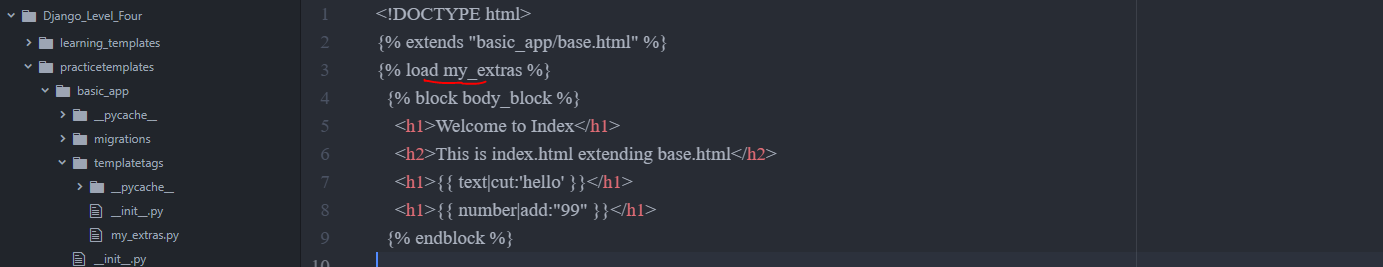 Django_Level_Four
learning_templates
practicetemplates
basic_app
__pycache__
migrations
templatetags
__pycache__
__init__.py
my_extras.py
__init__.py
1 <!DOCTYPE html>
2 {% extends "basic_app/base.html" %}
3 {% load my_extras %}
4 {% block body_block %}
5 <h1>Welcome to Index</h1>
6 <h2>This is index.html extending base.html</h2>
7 <h1>{{ text|cut:'hello' }}</h1>
8 <h1>{{ number|add:"99" }}</h1>
9 {% endblock %}
10